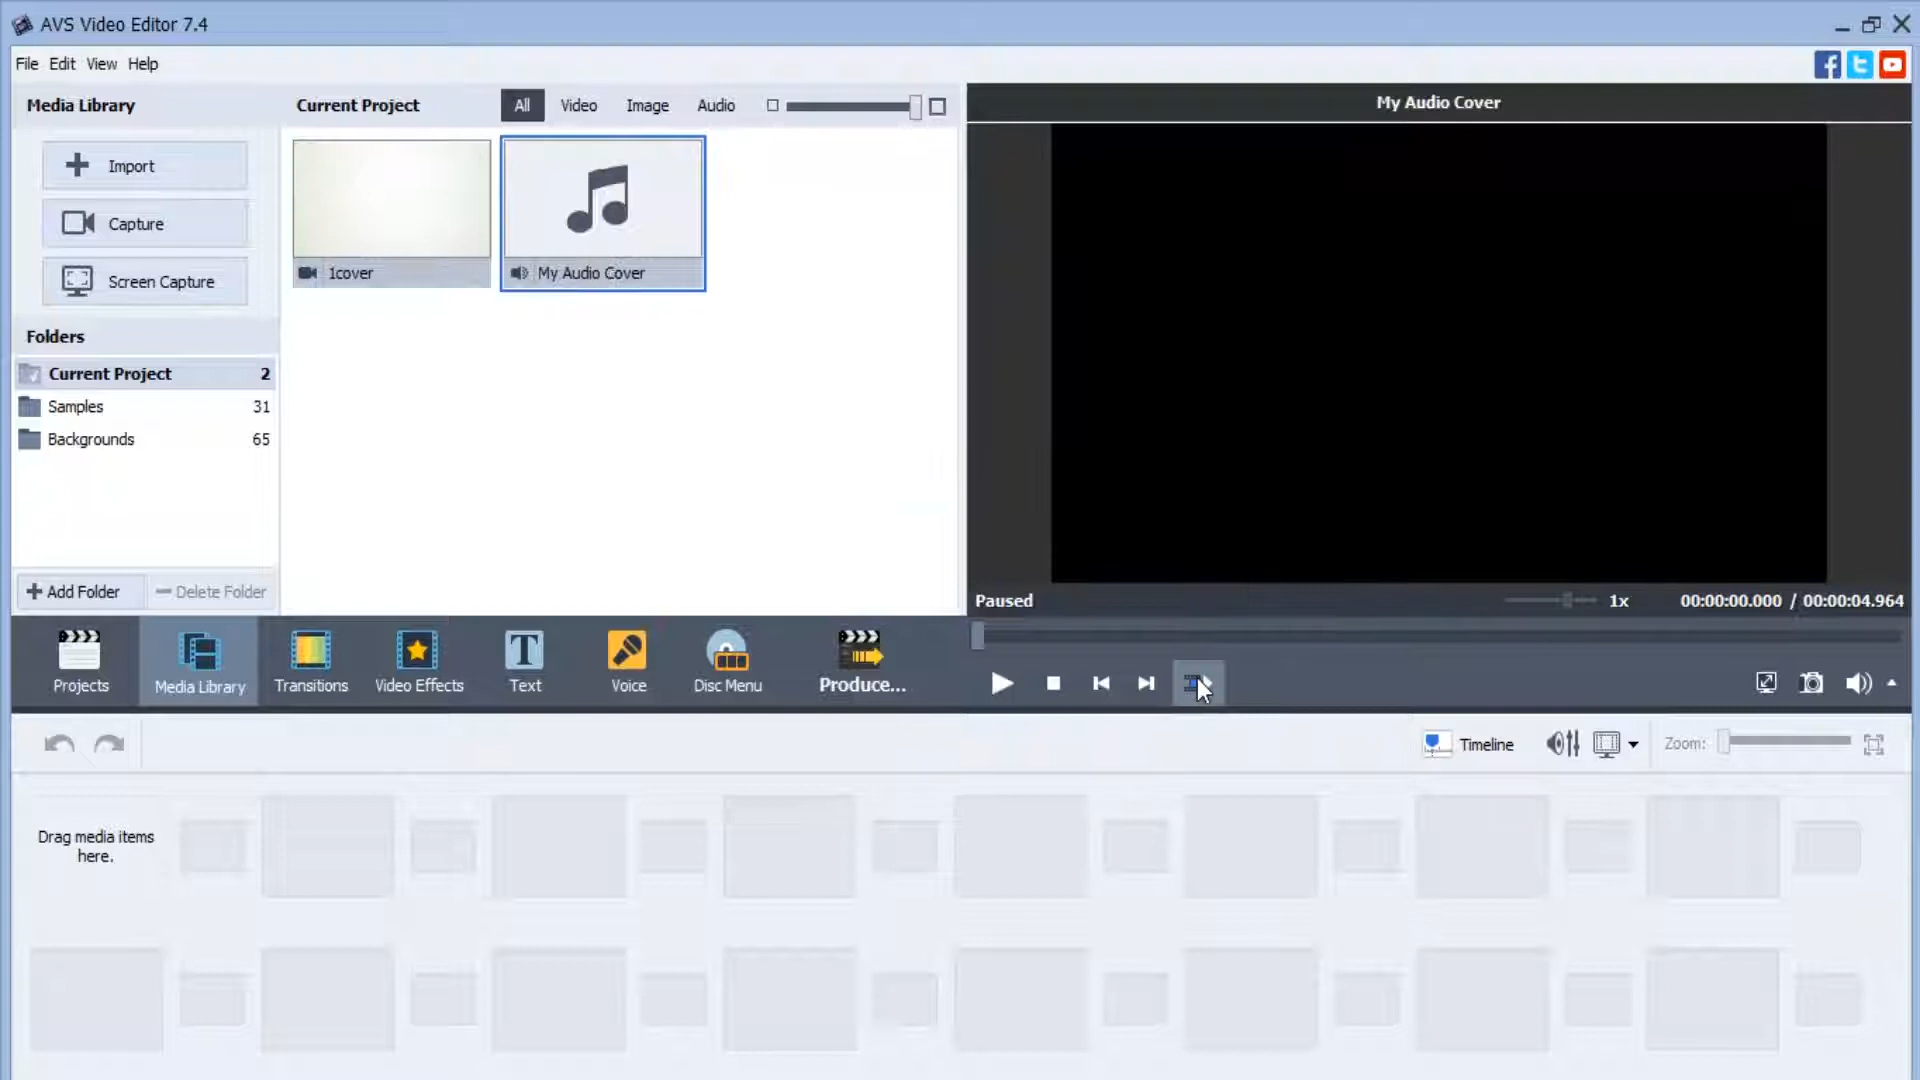 AVS Video Editor 7.4
File Edit View Help
Media Library
Current Project
All
Video
Image
Audio
My Audio Cover
Import
Capture
Screen Capture
1cover
My Audio Cover
Folders
Current Project 2
Samples 31
Backgrounds 65
Add Folder
Delete Folder
Paused
1x
00:00:00.000 / 00:00:04.964
Projects
Media Library
Transitions
Video Effects
Text
Voice
Disc Menu
Produce...
Timeline
Zoom:
Drag media items
here.